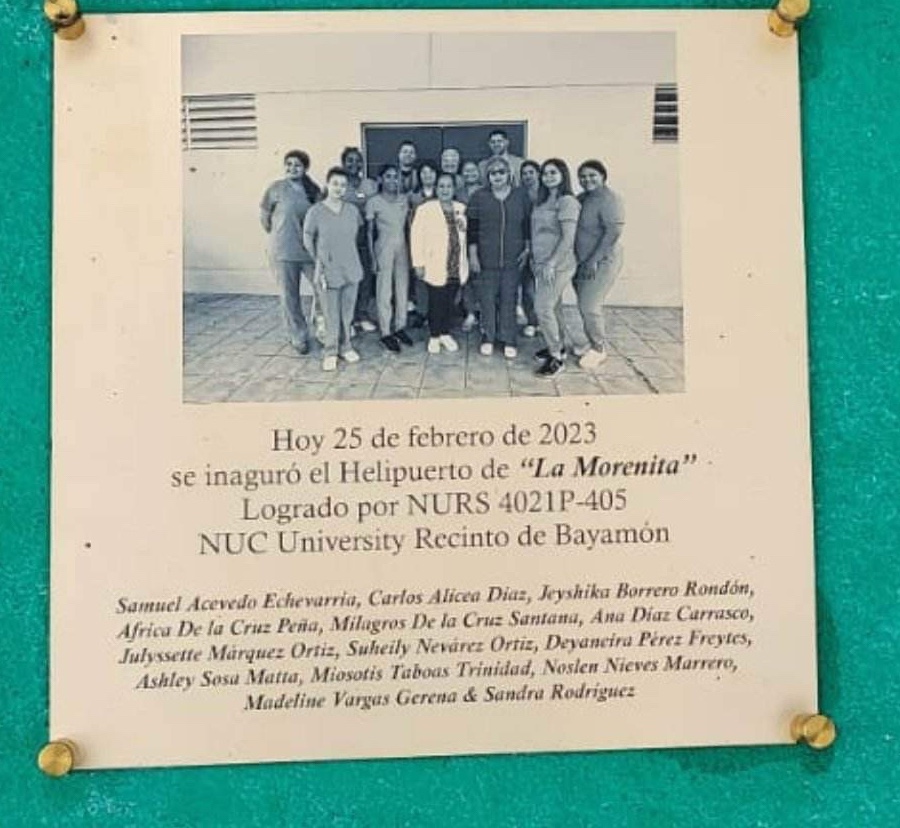 Hoy 25 de febrero de 2023
se inaguró el Helipuerto de “La Morenita”
Logrado por NURS 4021P-405
NUC University Recinto de Bayamón
Samuel Acevedo Echevarria, Carlos Alicea Diaz, Jeyshika Borrero Rondón,
Africa De la Cruz Peña, Milagros De la Cruz Santana, Ana Diaz Carrasco,
Julyssette Márquez Ortiz, Suheily Nevárez Ortiz, Deyaneira Pérez Freytes,
Ashley Sosa Matta, Miosotis Taboas Trinidad, Noslen Nieves Marrero,
Madeline Vargas Gerena & Sandra Rodriguez